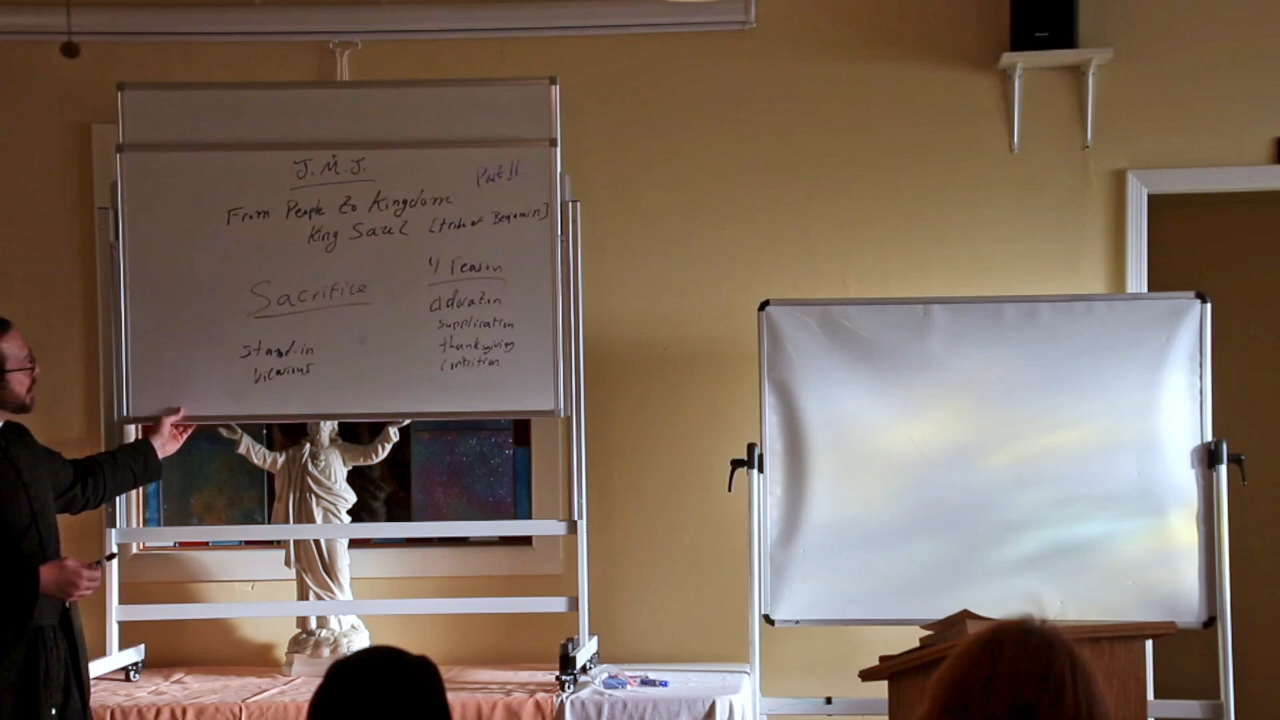 J.M.J.
Part II
From People to Kingdom
King Saul [tribe of Benjamin]
4 reason
Sacrifice
adoration
supplication
stand-in
thanksgiving
vicarious
contrition